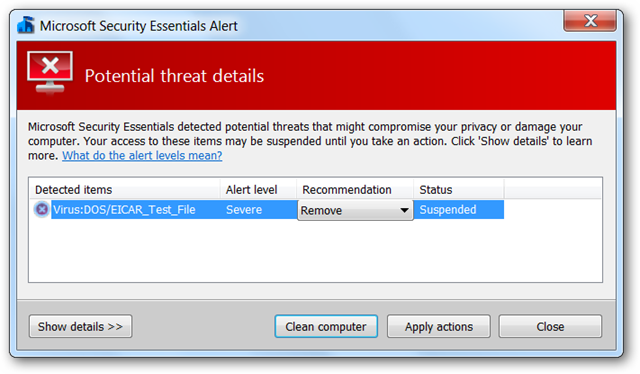 Microsoft Security Essentials Alert
Potential threat details
Microsoft Security Essentials detected potential threats that might compromise your privacy or damage your
computer. Your access to these items may be suspended until you take an action. Click 'Show details' to learn
more. What do the alert levels mean?
Detected items Alert level Recommendation Status
Virus:DOS/EICAR_Test_File Severe Remove Suspended
Show details >> Clean computer Apply actions Close